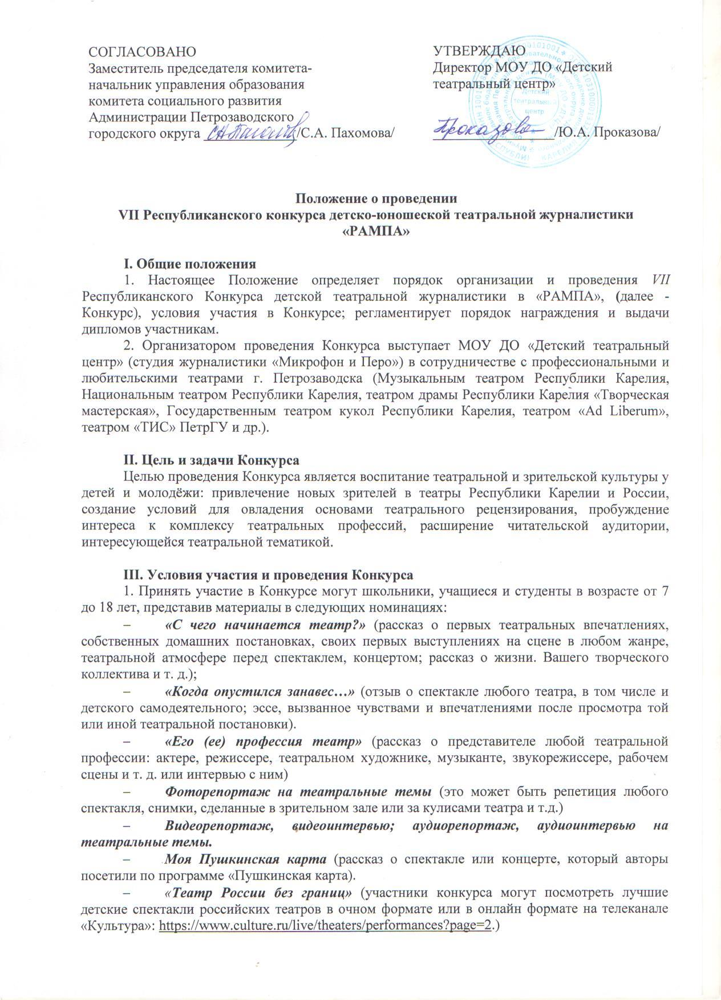 СОГЛАСОВАНО
Заместитель председателя комитета-
начальник управления образования
комитета социального развития
Администрации Петрозаводского
городского округа /С.А. Пахомова/
УТВЕРЖДАЮ
Директор МОУ ДО «Детский
театральный центр»
Проказова /Ю.А. Проказова/
Детский
театральный
центр
Положение о проведении
VII Республиканского конкурса детско-юношеской театральной журналистики
«РАМПА»
I. Общие положения
1. Настоящее Положение определяет порядок организации и проведения VII
Республиканского Конкурса детской театральной журналистики в «РАМПА», (далее -
Конкурс), условия участия в Конкурсе; регламентирует порядок награждения и выдачи
дипломов участникам.
2. Организатором проведения Конкурса выступает МОУ ДО «Детский театральный
центр» (студия журналистики «Микрофон и Перо») в сотрудничестве с профессиональными и
любительскими театрами г. Петрозаводска (Музыкальным театром Республики Карелия,
Национальным театром Республики Карелия, театром драмы Республики Карелия «Творческая
мастерская», Государственным театром кукол Республики Карелия, театром «Ad Liberum»,
театром «ТИС» ПетрГУ и др.).
II. Цель и задачи Конкурса
Целью проведения Конкурса является воспитание театральной и зрительской культуры у
детей и молодёжи: привлечение новых зрителей в театры Республики Карелии и России,
создание условий для овладения основами театрального рецензирования, пробуждение
интереса к комплексу театральных профессий, расширение читательской аудитории,
интересующейся театральной тематикой.
III. Условия участия и проведения Конкурса
1. Принять участие в Конкурсе могут школьники, учащиеся и студенты в возрасте от 7
до 18 лет, представив материалы в следующих номинациях:
– «С чего начинается театр?» (рассказ о первых театральных впечатлениях,
собственных домашних постановках, своих первых выступлениях на сцене в любом жанре,
театральной атмосфере перед спектаклем, концертом; рассказ о жизни. Вашего творческого
коллектива и т. д.);
– «Когда опустился занавес…» (отзыв о спектакле любого театра, в том числе и
детского самодеятельного; эссе, вызванное чувствами и впечатлениями после просмотра той
или иной театральной постановки).
– «Его (ее) профессия театр» (рассказ о представителе любой театральной
профессии: актере, режиссере, театральном художнике, музыканте, звукорежиссере, рабочем
сцены и т. д. или интервью с ним)
– Фоторепортаж на театральные темы (это может быть репетиция любого
спектакля, снимки, сделанные в зрительном зале или за кулисами театра и т.д.)
– Видеорепортаж, видеоинтервью; аудиорепортаж, аудиоинтервью на
театральные темы.
– Моя Пушкинская карта (рассказ о спектакле или концерте, который авторы
посетили по программе «Пушкинская карта).
– «Театр России без границ» (участники конкурса могут посмотреть лучшие
детские спектакли российских театров в очном формате или в онлайн формате на телеканале
«Культура»: https://www.culture.ru/live/theaters/performances?page=2.)